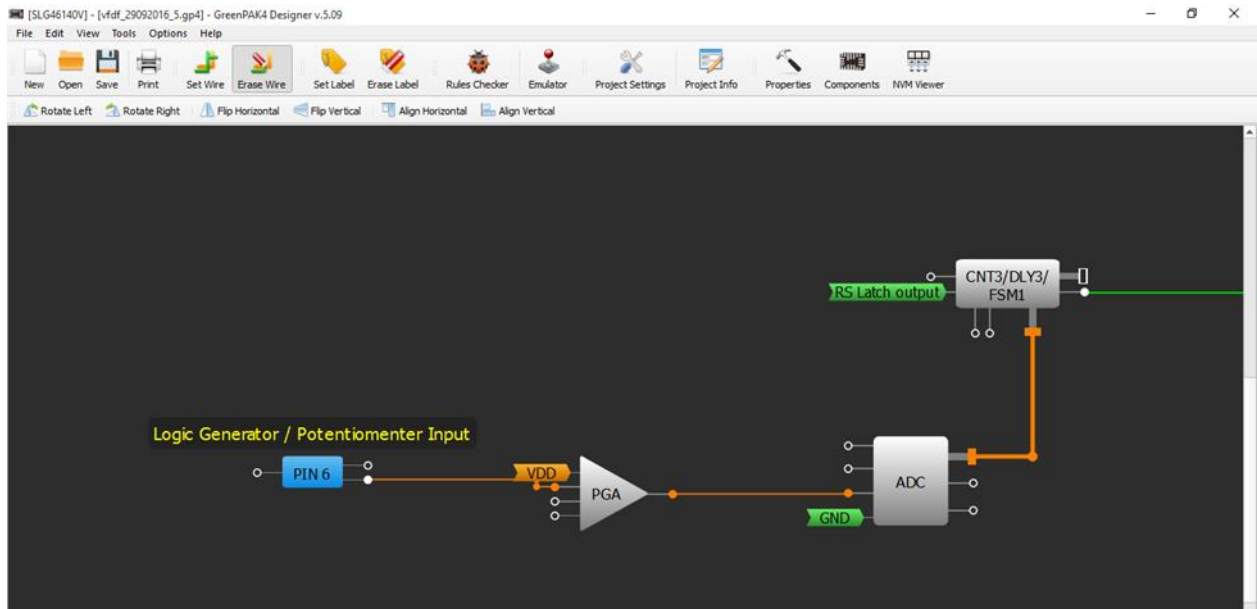 [SLG46140V] - [vfdf_29092016_5.gp4] - GreenPAK4 Designer v.5.09
File Edit View Tools Options Help
New Open Save Print Set Wire Erase Wire Set Label Erase Label Rules Checker Emulator Project Settings Project Info Properties Components NVM Viewer
Rotate Left Rotate Right Flip Horizontal Flip Vertical Align Horizontal Align Vertical
CNT3/DLY3/
FSM1
RS Latch output
Logic Generator / Potentiomenter Input
PIN 6
VDD
PGA
ADC
GND